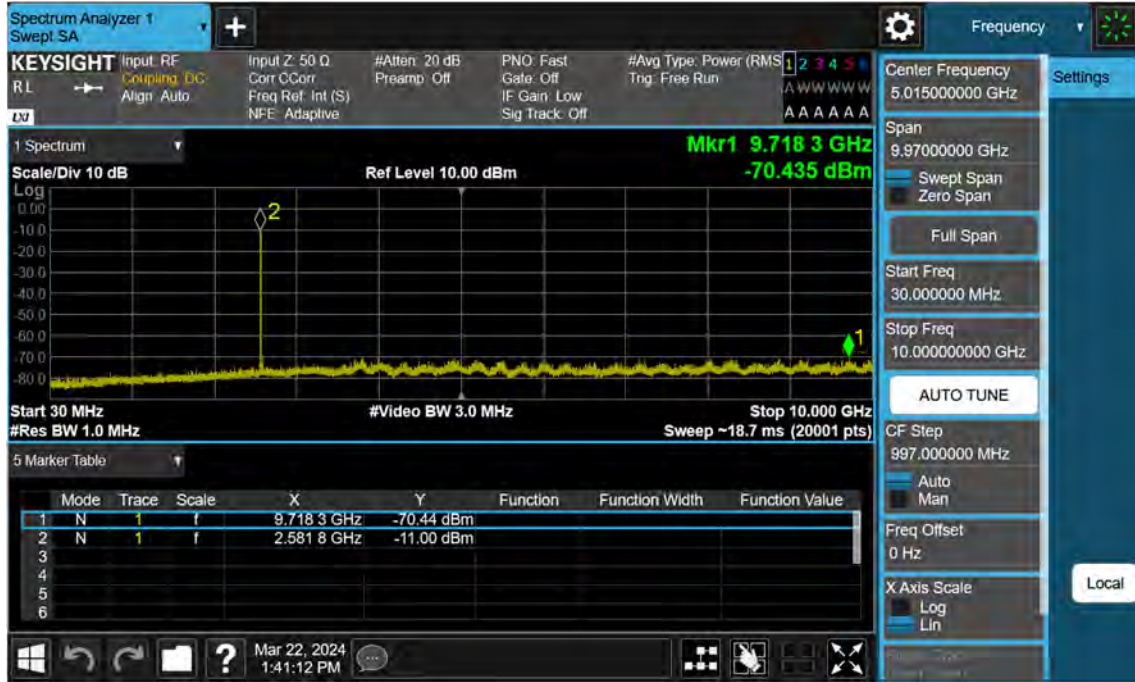 Spectrum Analyzer 1
Swept SA
+
Frequency
KEYSIGHT
RL
LXI
Input: RF
Coupling: DC
Align: Auto
Input Z: 50 Ω
Corr CCorr
Freq Ref: Int (S)
NFE: Adaptive
#Atten: 20 dB
Preamp: Off
PNO: Fast
Gate: Off
IF Gain: Low
Sig Track: Off
#Avg Type: Power (RMS
Trig: Free Run
1 2 3 4 5 6
A W W W W W
A A A A A A
1 Spectrum
Mkr1 9.718 3 GHz
Scale/Div 10 dB
Ref Level 10.00 dBm
-70.435 dBm
Log
0.00
-10.0
-20.0
-30.0
-40.0
-50.0
-60.0
-70.0
-80.0
2
1
Start 30 MHz
#Video BW 3.0 MHz
Stop 10.000 GHz
#Res BW 1.0 MHz
Sweep ~18.7 ms (20001 pts)
5 Marker Table
Mode Trace Scale X Y Function Function Width Function Value
1 N 1 f 9.718 3 GHz -70.44 dBm
2 N 1 f 2.581 8 GHz -11.00 dBm
3
4
5
6
?
Mar 22, 2024
1:41:12 PM
Center Frequency
5.015000000 GHz
Settings
Span
9.97000000 GHz
Swept Span
Zero Span
Full Span
Start Freq
30.000000 MHz
Stop Freq
10.000000000 GHz
AUTO TUNE
CF Step
997.000000 MHz
Auto
Man
Freq Offset
0 Hz
X Axis Scale
Log
Lin
Local